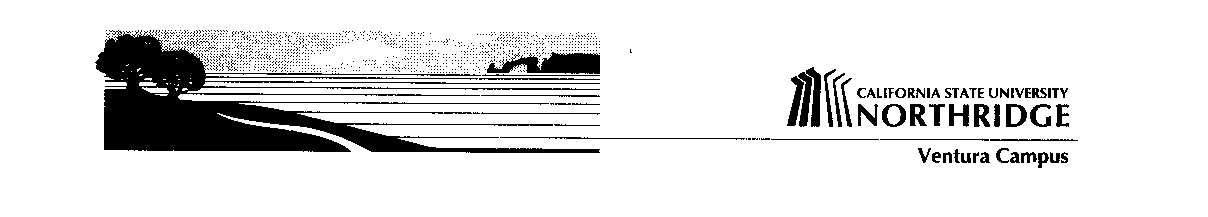 CALIFORNIA STATE UNIVERSITY
NORTHRIDGE
Ventura Campus